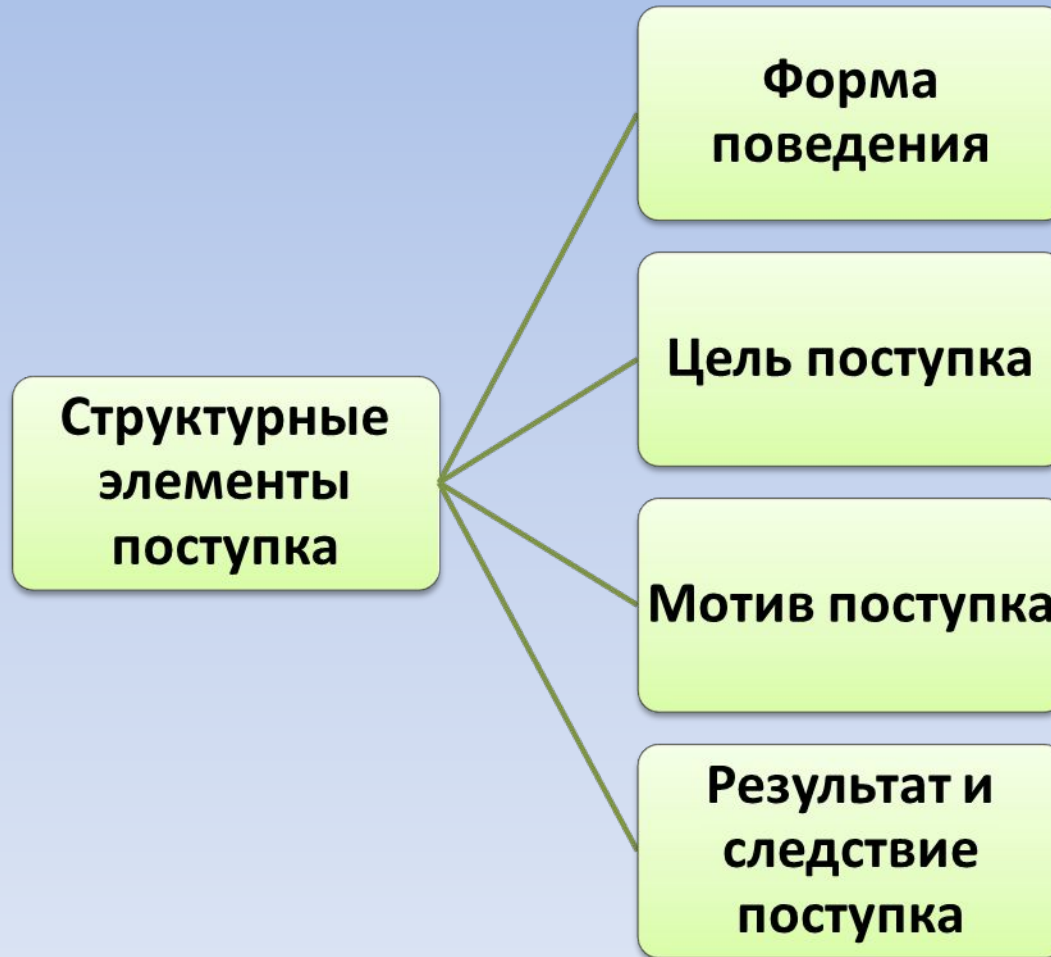 Форма
поведения
Цель поступка
Структурные
элементы
поступка
Мотив поступка
Результат и
следствие
поступка